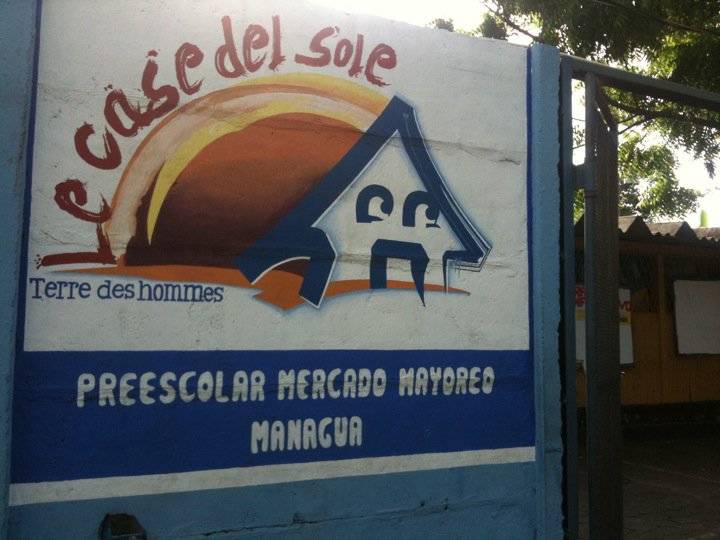 Le case del sole
Terre des hommes
PREESCOLAR MERCADO MAYOREO
MANAGUA